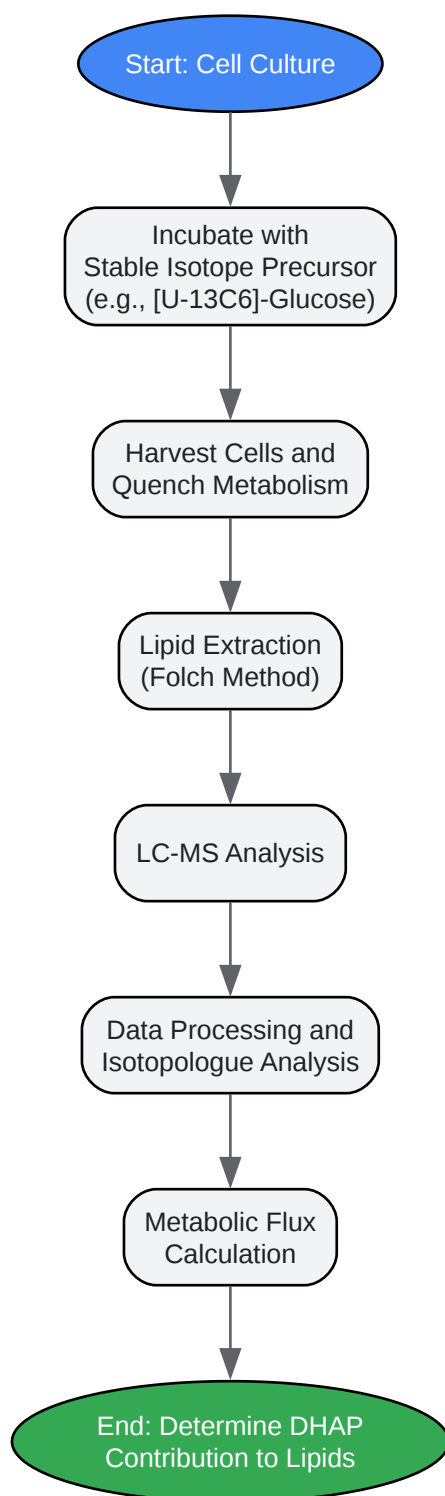 Start: Cell Culture
Incubate with
Stable Isotope Precursor
(e.g., [U-13C6]-Glucose)
Harvest Cells and
Quench Metabolism
Lipid Extraction
(Folch Method)
LC-MS Analysis
Data Processing and
Isotopologue Analysis
Metabolic Flux
Calculation
End: Determine DHAP
Contribution to Lipids